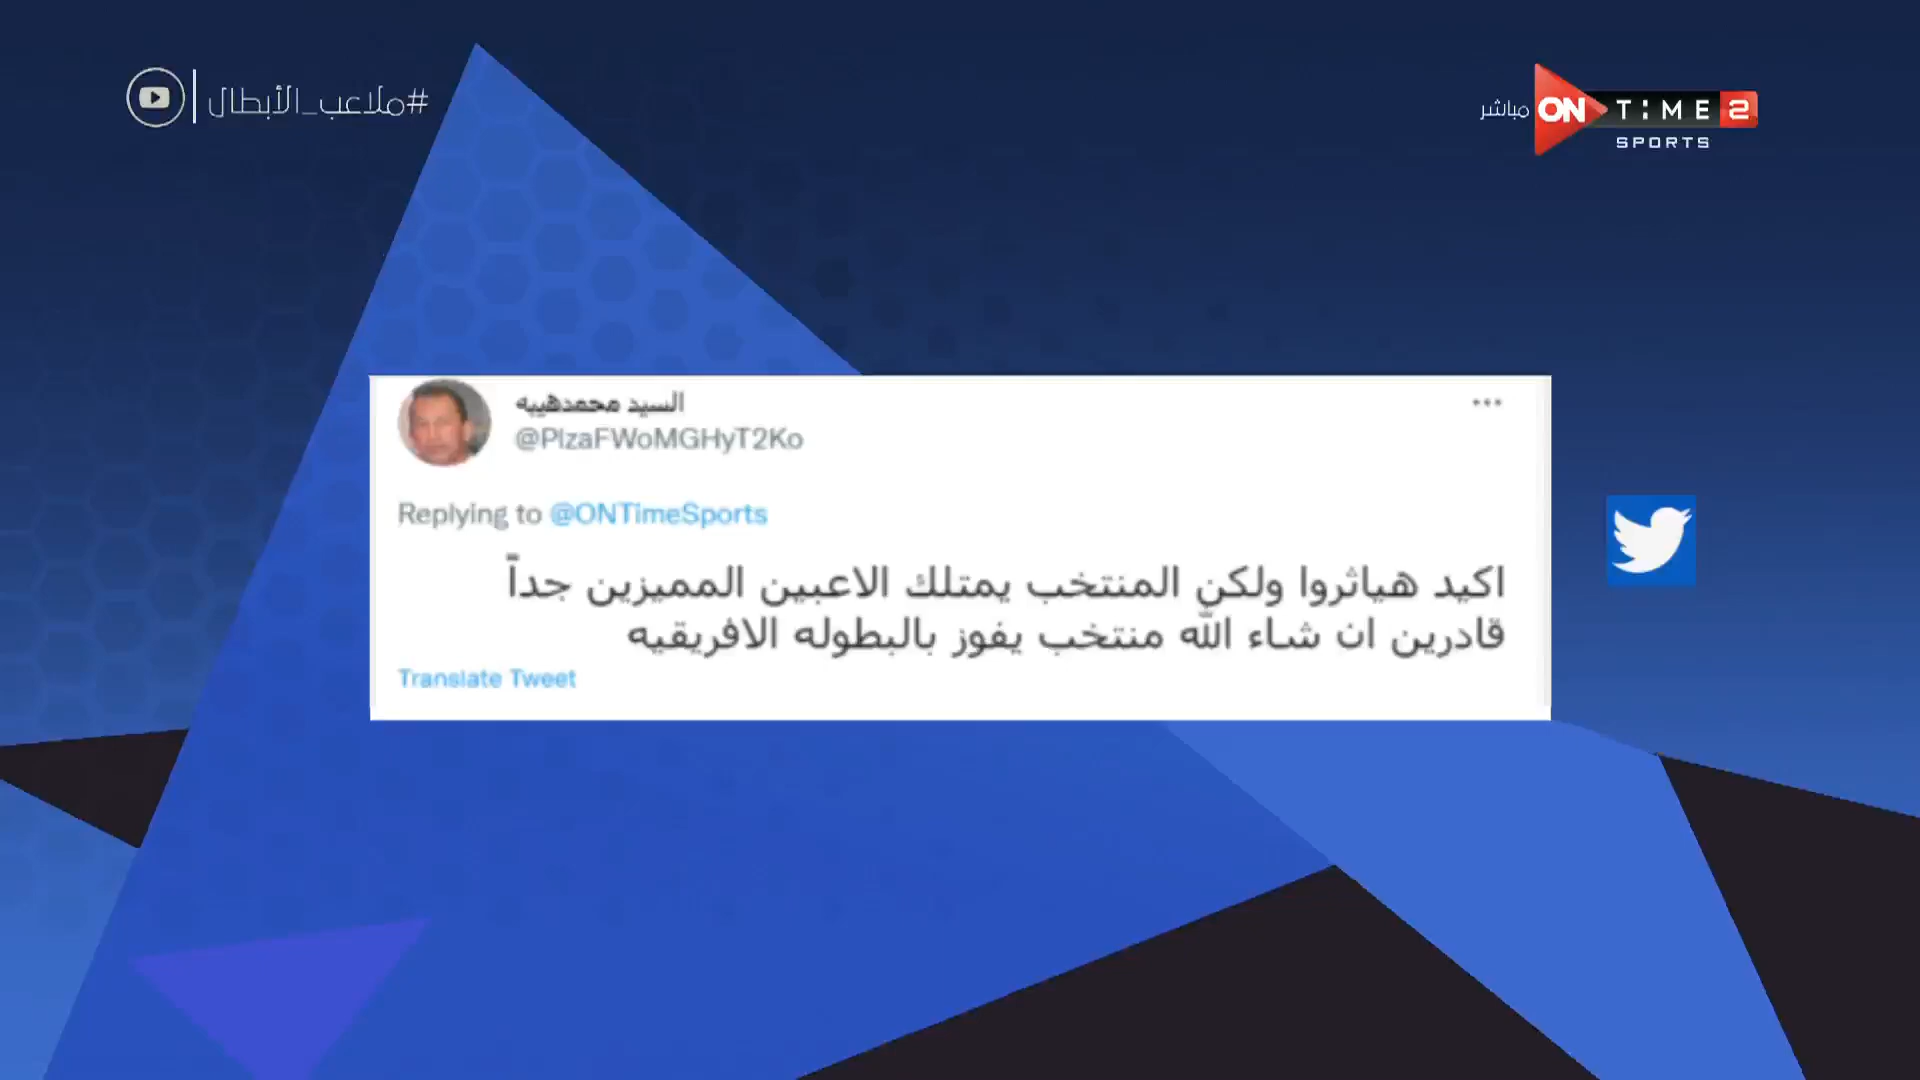 #ملاعب_الأبطال
مباشر ON TIME 2
SPORTS
السيد محمدهيبه
@PlzaFWoMGHyT2Ko
Replying to @ONTimeSports
اكيد هياثروا ولكن المنتخب يمتلك الاعبين المميزين جداً
قادرين ان شاء الله منتخب يفوز بالبطوله الافريقيه
Translate Tweet